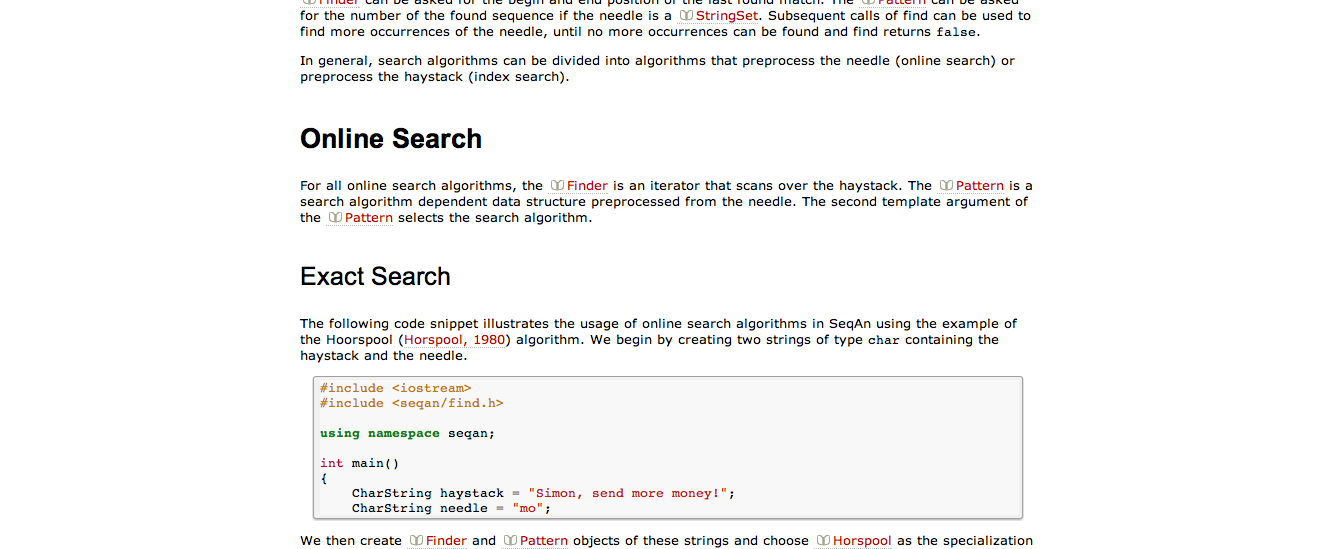 Finder can be asked for the begin and end position of the last found match. The Pattern can be asked
for the number of the found sequence if the needle is a StringSet. Subsequent calls of find can be used to
find more occurrences of the needle, until no more occurrences can be found and find returns false.
In general, search algorithms can be divided into algorithms that preprocess the needle (online search) or
preprocess the haystack (index search).
Online Search
For all online search algorithms, the Finder is an iterator that scans over the haystack. The Pattern is a
search algorithm dependent data structure preprocessed from the needle. The second template argument of
the Pattern selects the search algorithm.
Exact Search
The following code snippet illustrates the usage of online search algorithms in SeqAn using the example of
the Hoorspool (Horspool, 1980) algorithm. We begin by creating two strings of type char containing the
haystack and the needle.
#include <iostream>
#include <seqan/find.h>
using namespace seqan;
int main()
{
CharString haystack = "Simon, send more money!";
CharString needle = "mo";
We then create Finder and Pattern objects of these strings and choose Horspool as the specialization